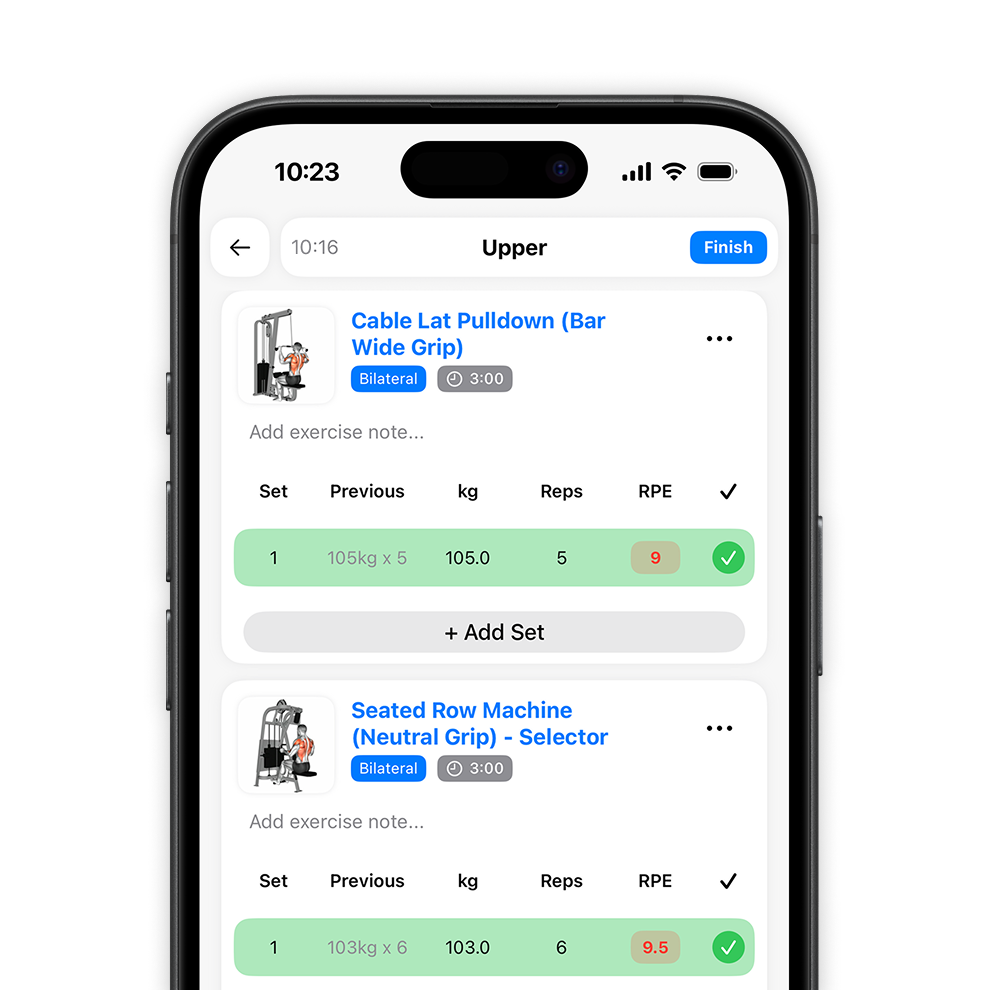 10:23
10:16 Upper Finish
Cable Lat Pulldown (Bar
Wide Grip)
Bilateral 3:00
Add exercise note...
Set Previous kg Reps RPE
1 105kg x 5 105.0 5 9
+ Add Set
Seated Row Machine
(Neutral Grip) - Selector
Bilateral 3:00
Add exercise note...
Set Previous kg Reps RPE
1 103kg x 6 103.0 6 9.5